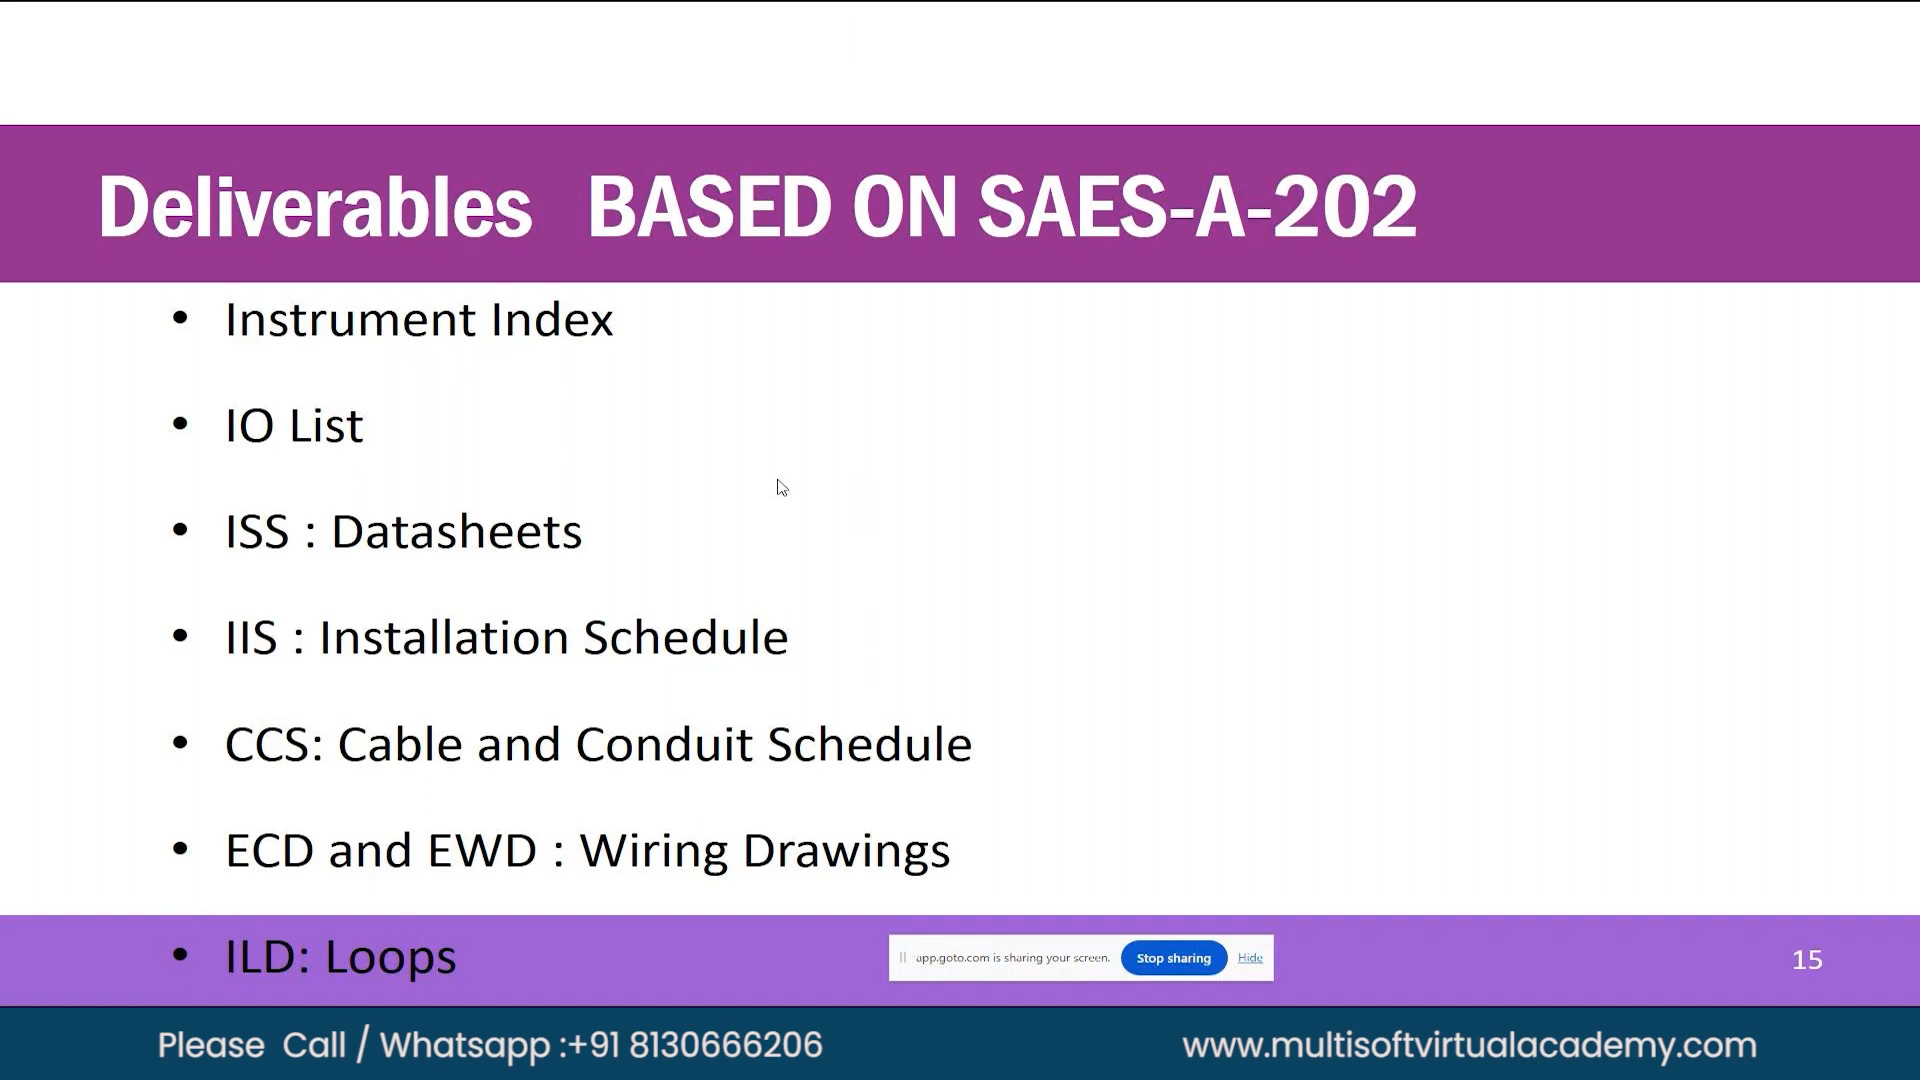 Deliverables BASED ON SAES-A-202
• Instrument Index
• IO List
• ISS : Datasheets
• IIS : Installation Schedule
• CCS: Cable and Conduit Schedule
• ECD and EWD : Wiring Drawings
• ILD: Loops
app.goto.com is sharing your screen. Stop sharing Hide
15
Please Call / Whatsapp :+91 8130666206
www.multisoftvirtualacademy.com